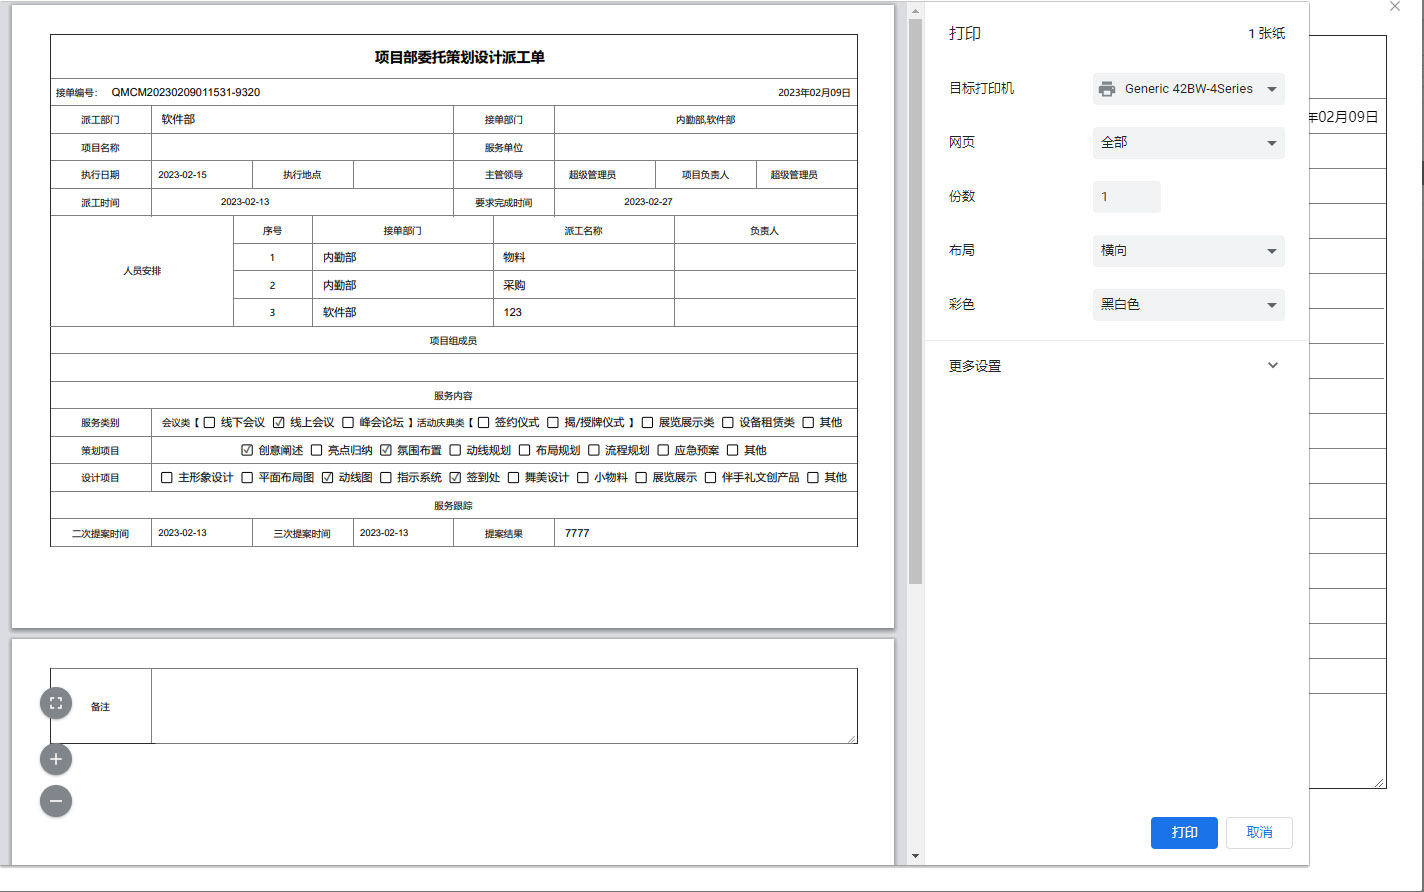 项目部委托策划设计派工单
接单编号： QMCM20230209011531-9320 2023年02月09日
派工部门 软件部 接单部门 内勤部,软件部
项目名称 服务单位
执行日期 2023-02-15 执行地点 主管领导 超级管理员 项目负责人 超级管理员
派工时间 2023-02-13 要求完成时间 2023-02-27
人员安排
序号 接单部门 派工名称 负责人
1 内勤部 物料
2 内勤部 采购
3 软件部 123
项目组成员
服务内容
服务类别 会议类【 线下会议 线上会议 峰会论坛 】活动庆典类【 签约仪式 揭/授牌仪式 】 展览展示类 设备租赁类 其他
策划项目 创意阐述 亮点归纳 氛围布置 动线规划 布局规划 流程规划 应急预案 其他
设计项目 主形象设计 平面布局图 动线图 指示系统 签到处 舞美设计 小物料 展览展示 伴手礼文创产品 其他
服务跟踪
二次提案时间 2023-02-13 三次提案时间 2023-02-13 提案结果 7777
备注
打印 1 张纸
目标打印机 Generic 42BW-4Series
网页 全部
份数 1
布局 横向
彩色 黑白色
更多设置
打印 取消
年02月09日